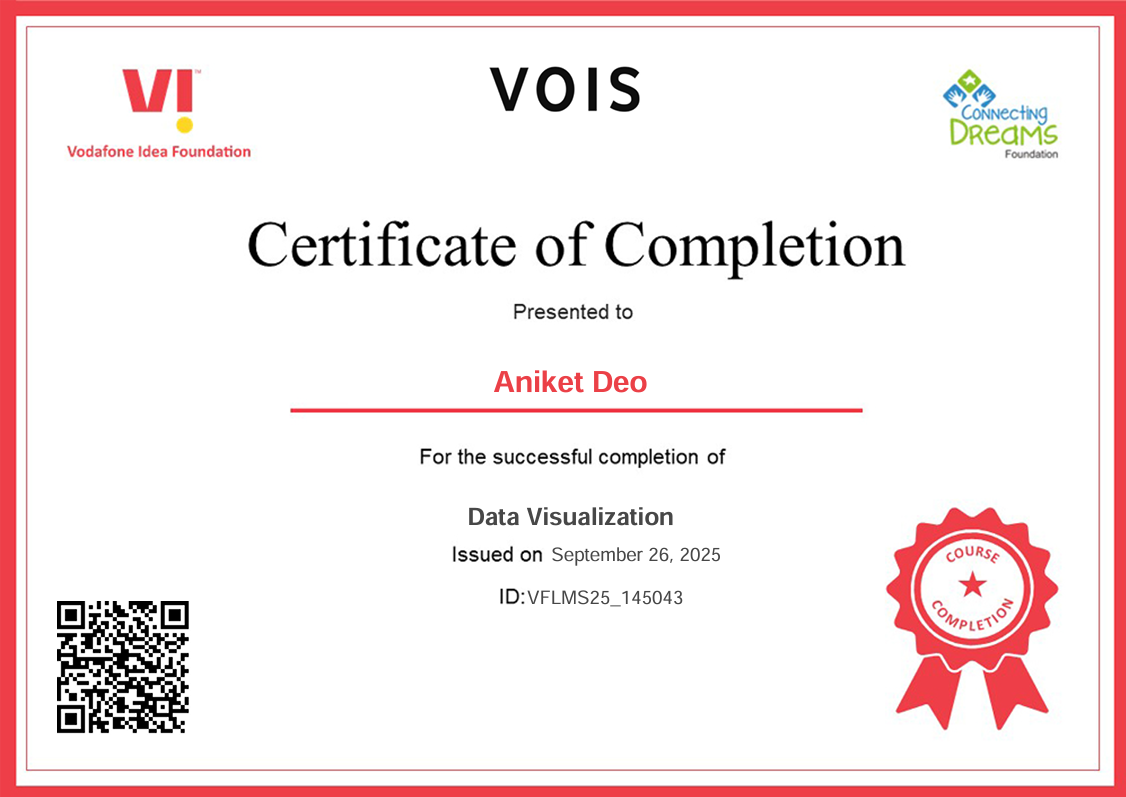 VI
™
Vodafone Idea Foundation
VOIS
Connecting
Dreams
Foundation
Certificate of Completion
Presented to
Aniket Deo
For the successful completion of
Data Visualization
Issued on September 26, 2025
ID:VFLMS25_145043
COURSE
COMPLETION